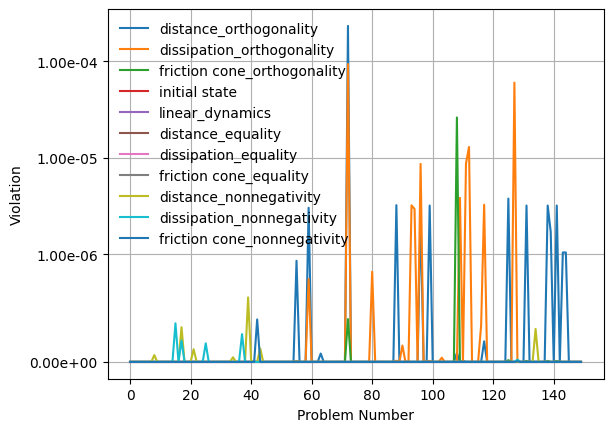 distance_orthogonality
dissipation_orthogonality
friction cone_orthogonality
initial state
linear_dynamics
distance_equality
dissipation_equality
friction cone_equality
distance_nonnegativity
dissipation_nonnegativity
friction cone_nonnegativity
1.00e-04
1.00e-05
1.00e-06
0.00e+00
Violation
0 20 40 60 80 100 120 140
Problem Number